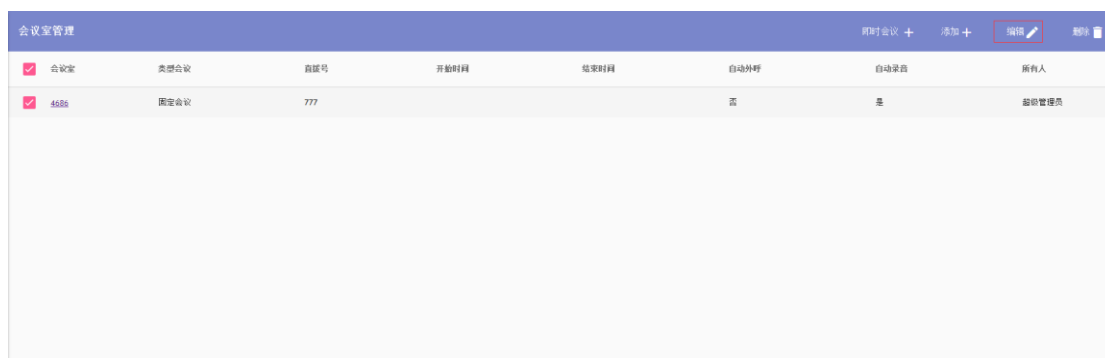 会议室管理 即时会议 添加 编辑 删除
会议室 类型会议 直拨号 开始时间 结束时间 自动外呼 自动录音 所有人
4686 固定会议 777 否 是 超级管理员